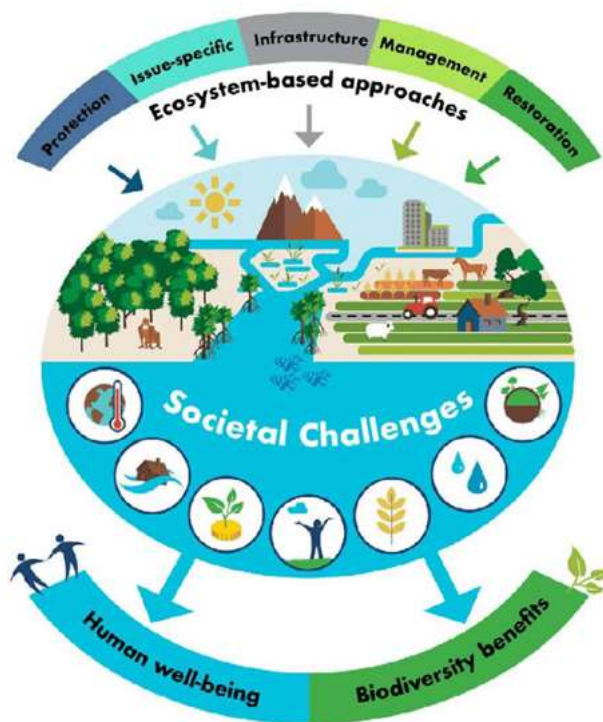 Protection
Issue-specific
Infrastructure
Management
Restoration
Ecosystem-based approaches
Societal Challenges
Human well-being
Biodiversity benefits